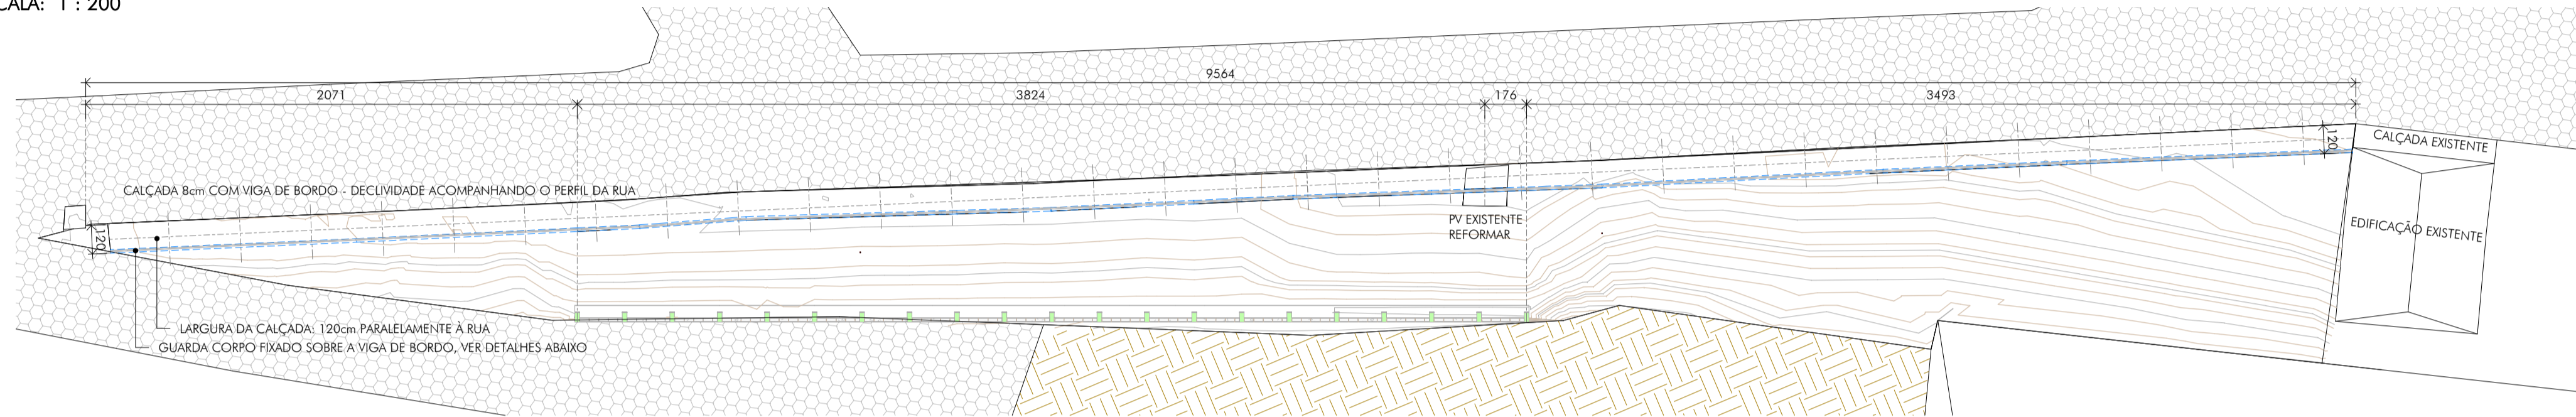 CALA: 1 : 200
9564
2071
3824
176
3493
120
CALÇADA EXISTENTE
CALÇADA 8cm COM VIGA DE BORDO - DECLIVIDADE ACOMPANHANDO O PERFIL DA RUA
120
PV EXISTENTE
REFORMAR
EDIFICAÇÃO EXISTENTE
LARGURA DA CALÇADA: 120cm PARALELAMENTE À RUA
GUARDA CORPO FIXADO SOBRE A VIGA DE BORDO, VER DETALHES ABAIXO